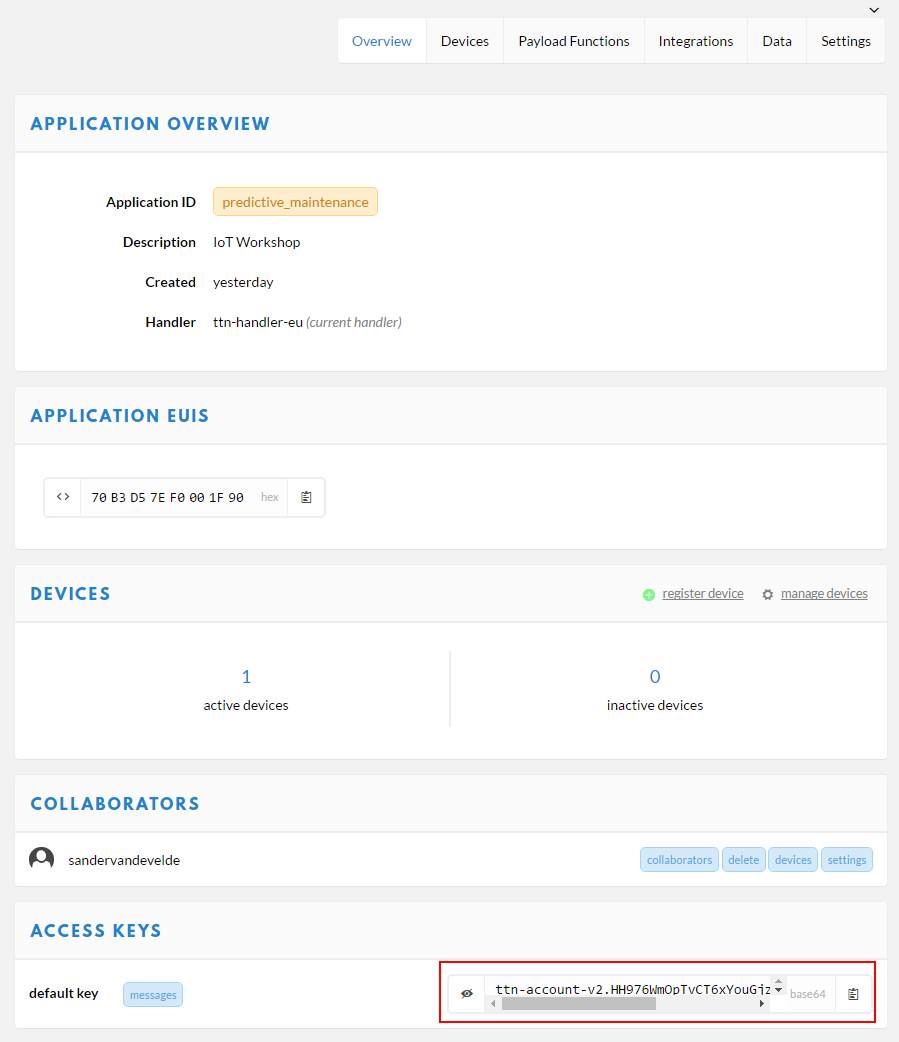 Overview Devices Payload Functions Integrations Data Settings
APPLICATION OVERVIEW
Application ID predictive_maintenance
Description IoT Workshop
Created yesterday
Handler ttn-handler-eu (current handler)
APPLICATION EUIS
<> 70 B3 D5 7E F0 00 1F 90 hex
DEVICES register device manage devices
1 0
active devices inactive devices
COLLABORATORS
sandervandevelde collaborators delete devices settings
ACCESS KEYS
default key messages ttn-account-v2.HH976WmOpTvCT6xYouGjz base64